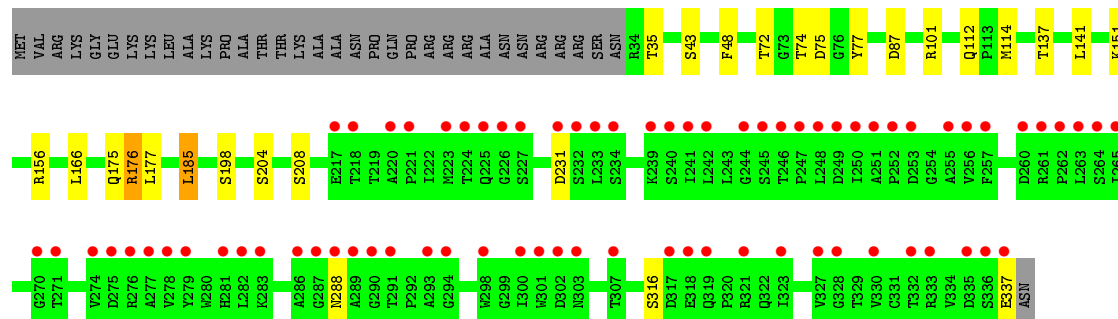 MET VAL ARG LYS GLY GLU LYS LYS LEU ALA LYS PRO ALA THR THR LYS ALA ALA ASN PRO GLN PRO ARG ARG ARG ALA ASN ASN ARG ARG ARG SER ASN R34 T35 S43 F48 T72 G73 T74 D75 G76 Y77 D87 R101 Q112 P113 M114 T137 L141 K151
R156 L166 Q175 R176 L177 L185 S198 S204 S208 E217 T218 T219 A220 P221 I222 M223 T224 Q225 G226 S227 D231 S232 L233 S234 K239 S240 I241 L242 L243 G244 S245 T246 P247 L248 D249 I250 A251 P252 D253 G254 A255 V256 F257 D260 R261 P262 L263 S264 I265
G270 T271 V274 D275 R276 A277 V278 Y279 W280 H281 L282 K283 A286 G287 N288 A289 G290 T291 P292 A293 G294 W298 G299 I300 W301 D302 N303 T307 S316 D317 E318 Q319 P320 R321 Q322 I323 V327 G328 T329 V330 C331 T332 R333 V334 D335 S336 E337 ASN